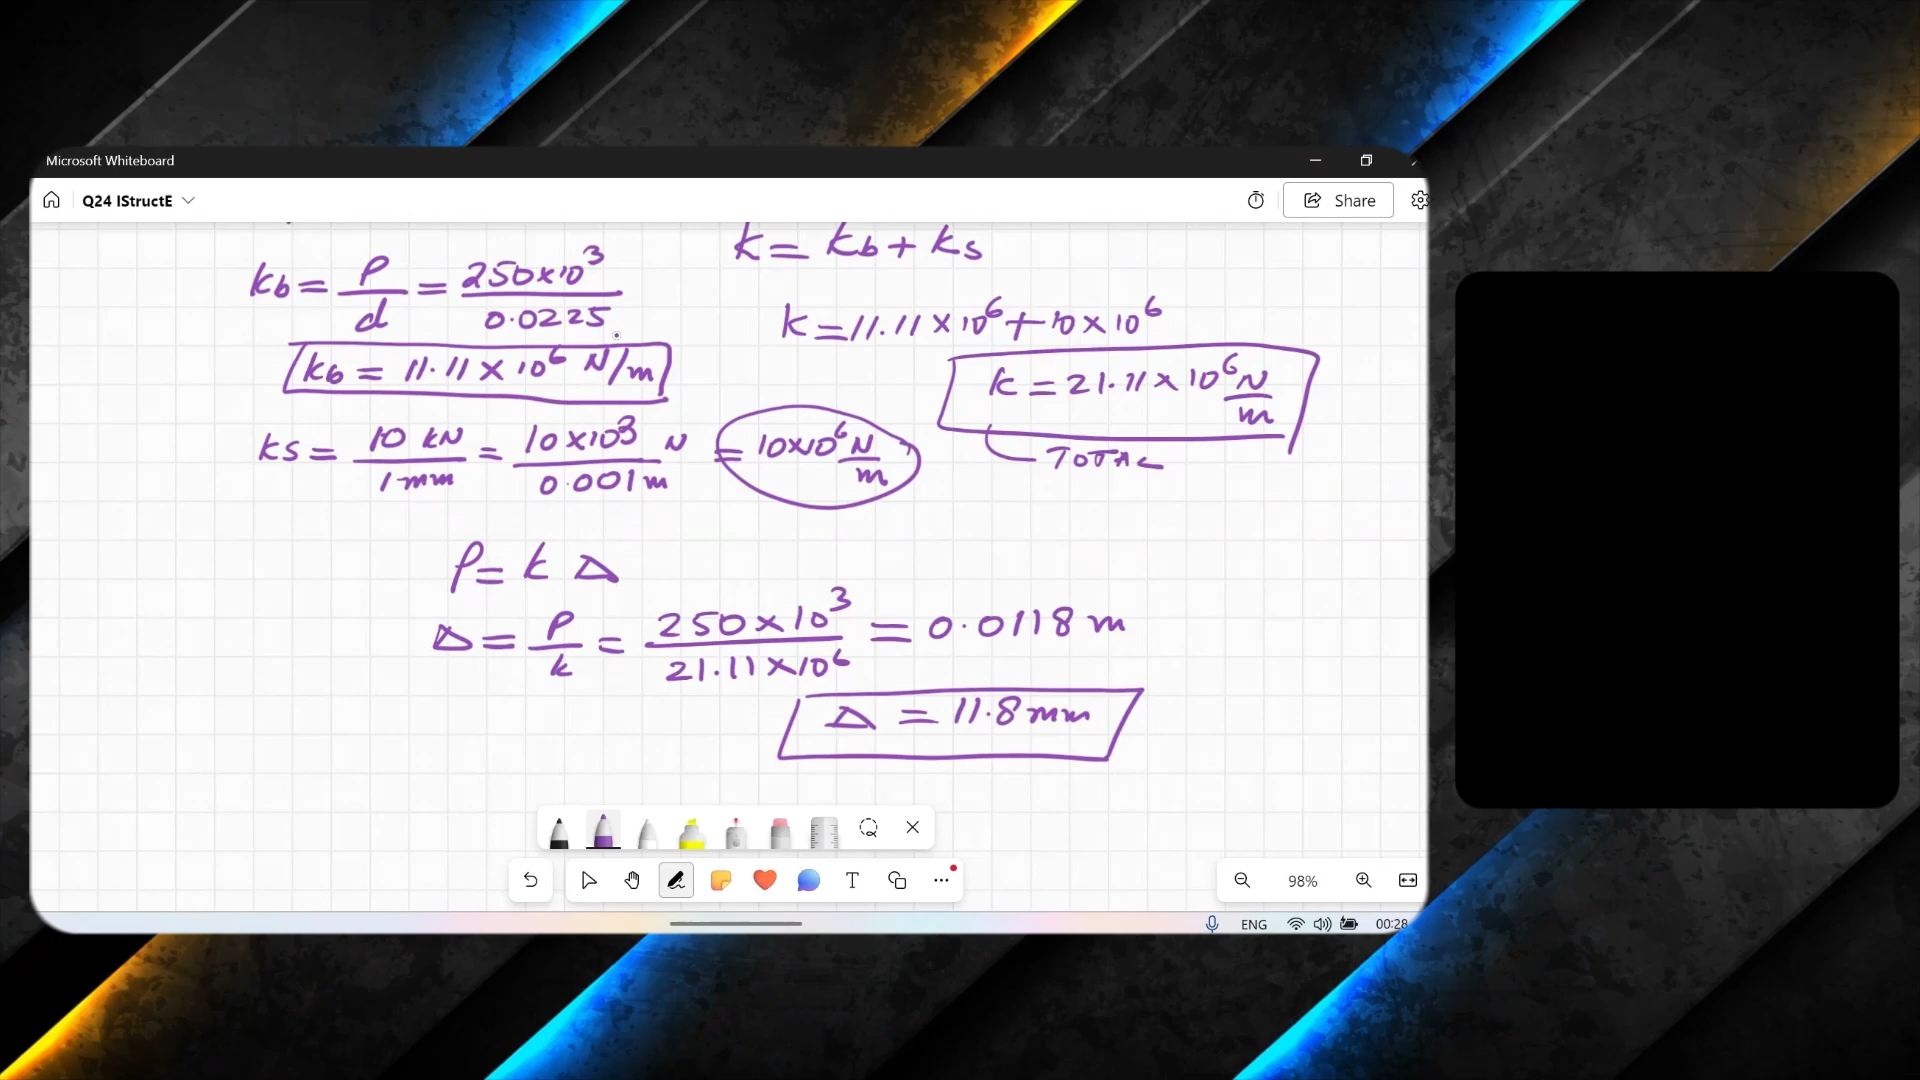 Microsoft Whiteboard
Q24 IStructE
Share
K = Kb + Ks
Kb = P/d = 250×10³/0.0225
K = 11.11 × 10⁶ + 10 × 10⁶
Kb = 11.11 × 10⁶ N/m
K = 21.11 × 10⁶ N/m
TOTAL
Ks = 10 KN/1 mm = 10×10³ N/0.001 m = 10×10⁶ N/m
P = K Δ
Δ = P/K = 250×10³/21.11×10⁶ = 0.0118 m
Δ = 11.8 mm
T
98%
ENG
00:28